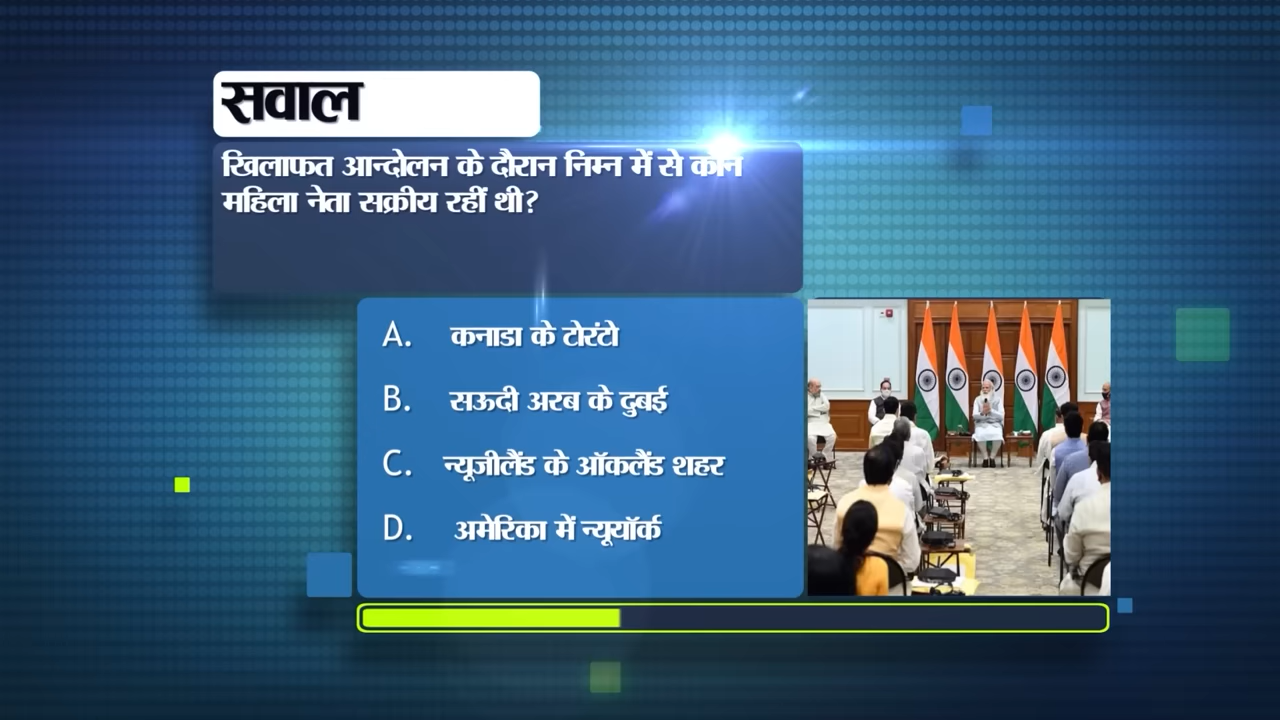 सवाल
खिलाफत आन्दोलन के दौरान निम्न में से कौन
महिला नेता सक्रीय रहीं थी?
A. कनाडा के टोरंटो
B. सऊदी अरब के दुबई
C. न्यूजीलैंड के ऑकलैंड शहर
D. अमेरिका में न्यूयॉर्क